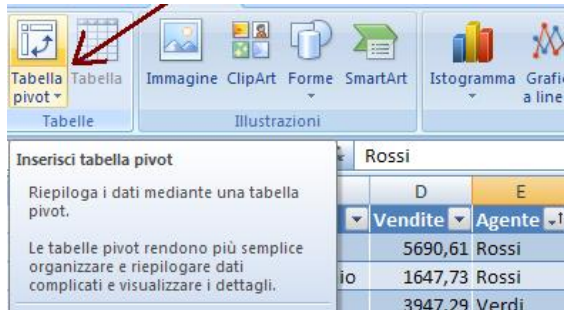 Tabella Tabella Immagine ClipArt Forme SmartArt Istogramma Grafic
pivot a line
Tabelle Illustrazioni
Inserisci tabella pivot
Rossi
Riepiloga i dati mediante una tabella
pivot.
D E
Vendite Agente
Le tabelle pivot rendono più semplice
organizzare e riepilogare dati
complicati e visualizzare i dettagli.
5690,61 Rossi
io 1647,73 Rossi
3947,29 Verdi